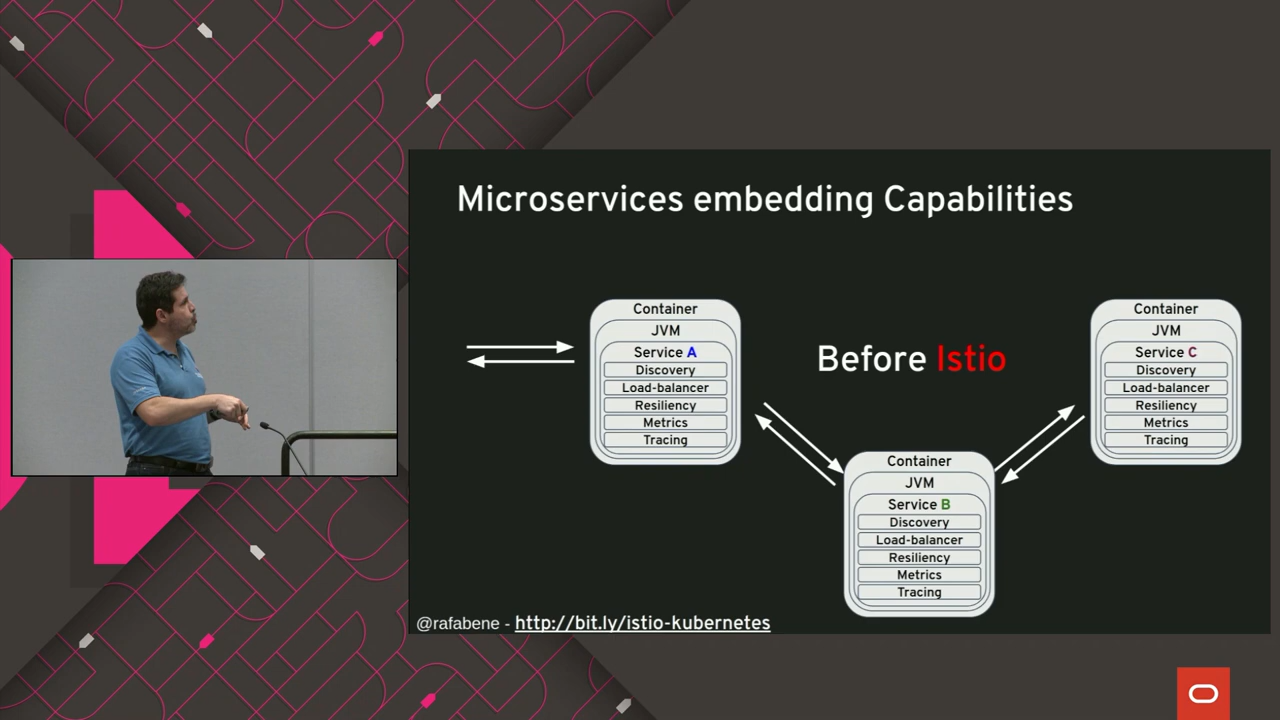 Microservices embedding Capabilities
Container
JVM
Service A
Discovery
Load-balancer
Resiliency
Metrics
Tracing
Before Istio
Container
JVM
Service C
Discovery
Load-balancer
Resiliency
Metrics
Tracing
Container
JVM
Service B
Discovery
Load-balancer
Resiliency
Metrics
Tracing
@rafabene - http://bit.ly/istio-kubernetes